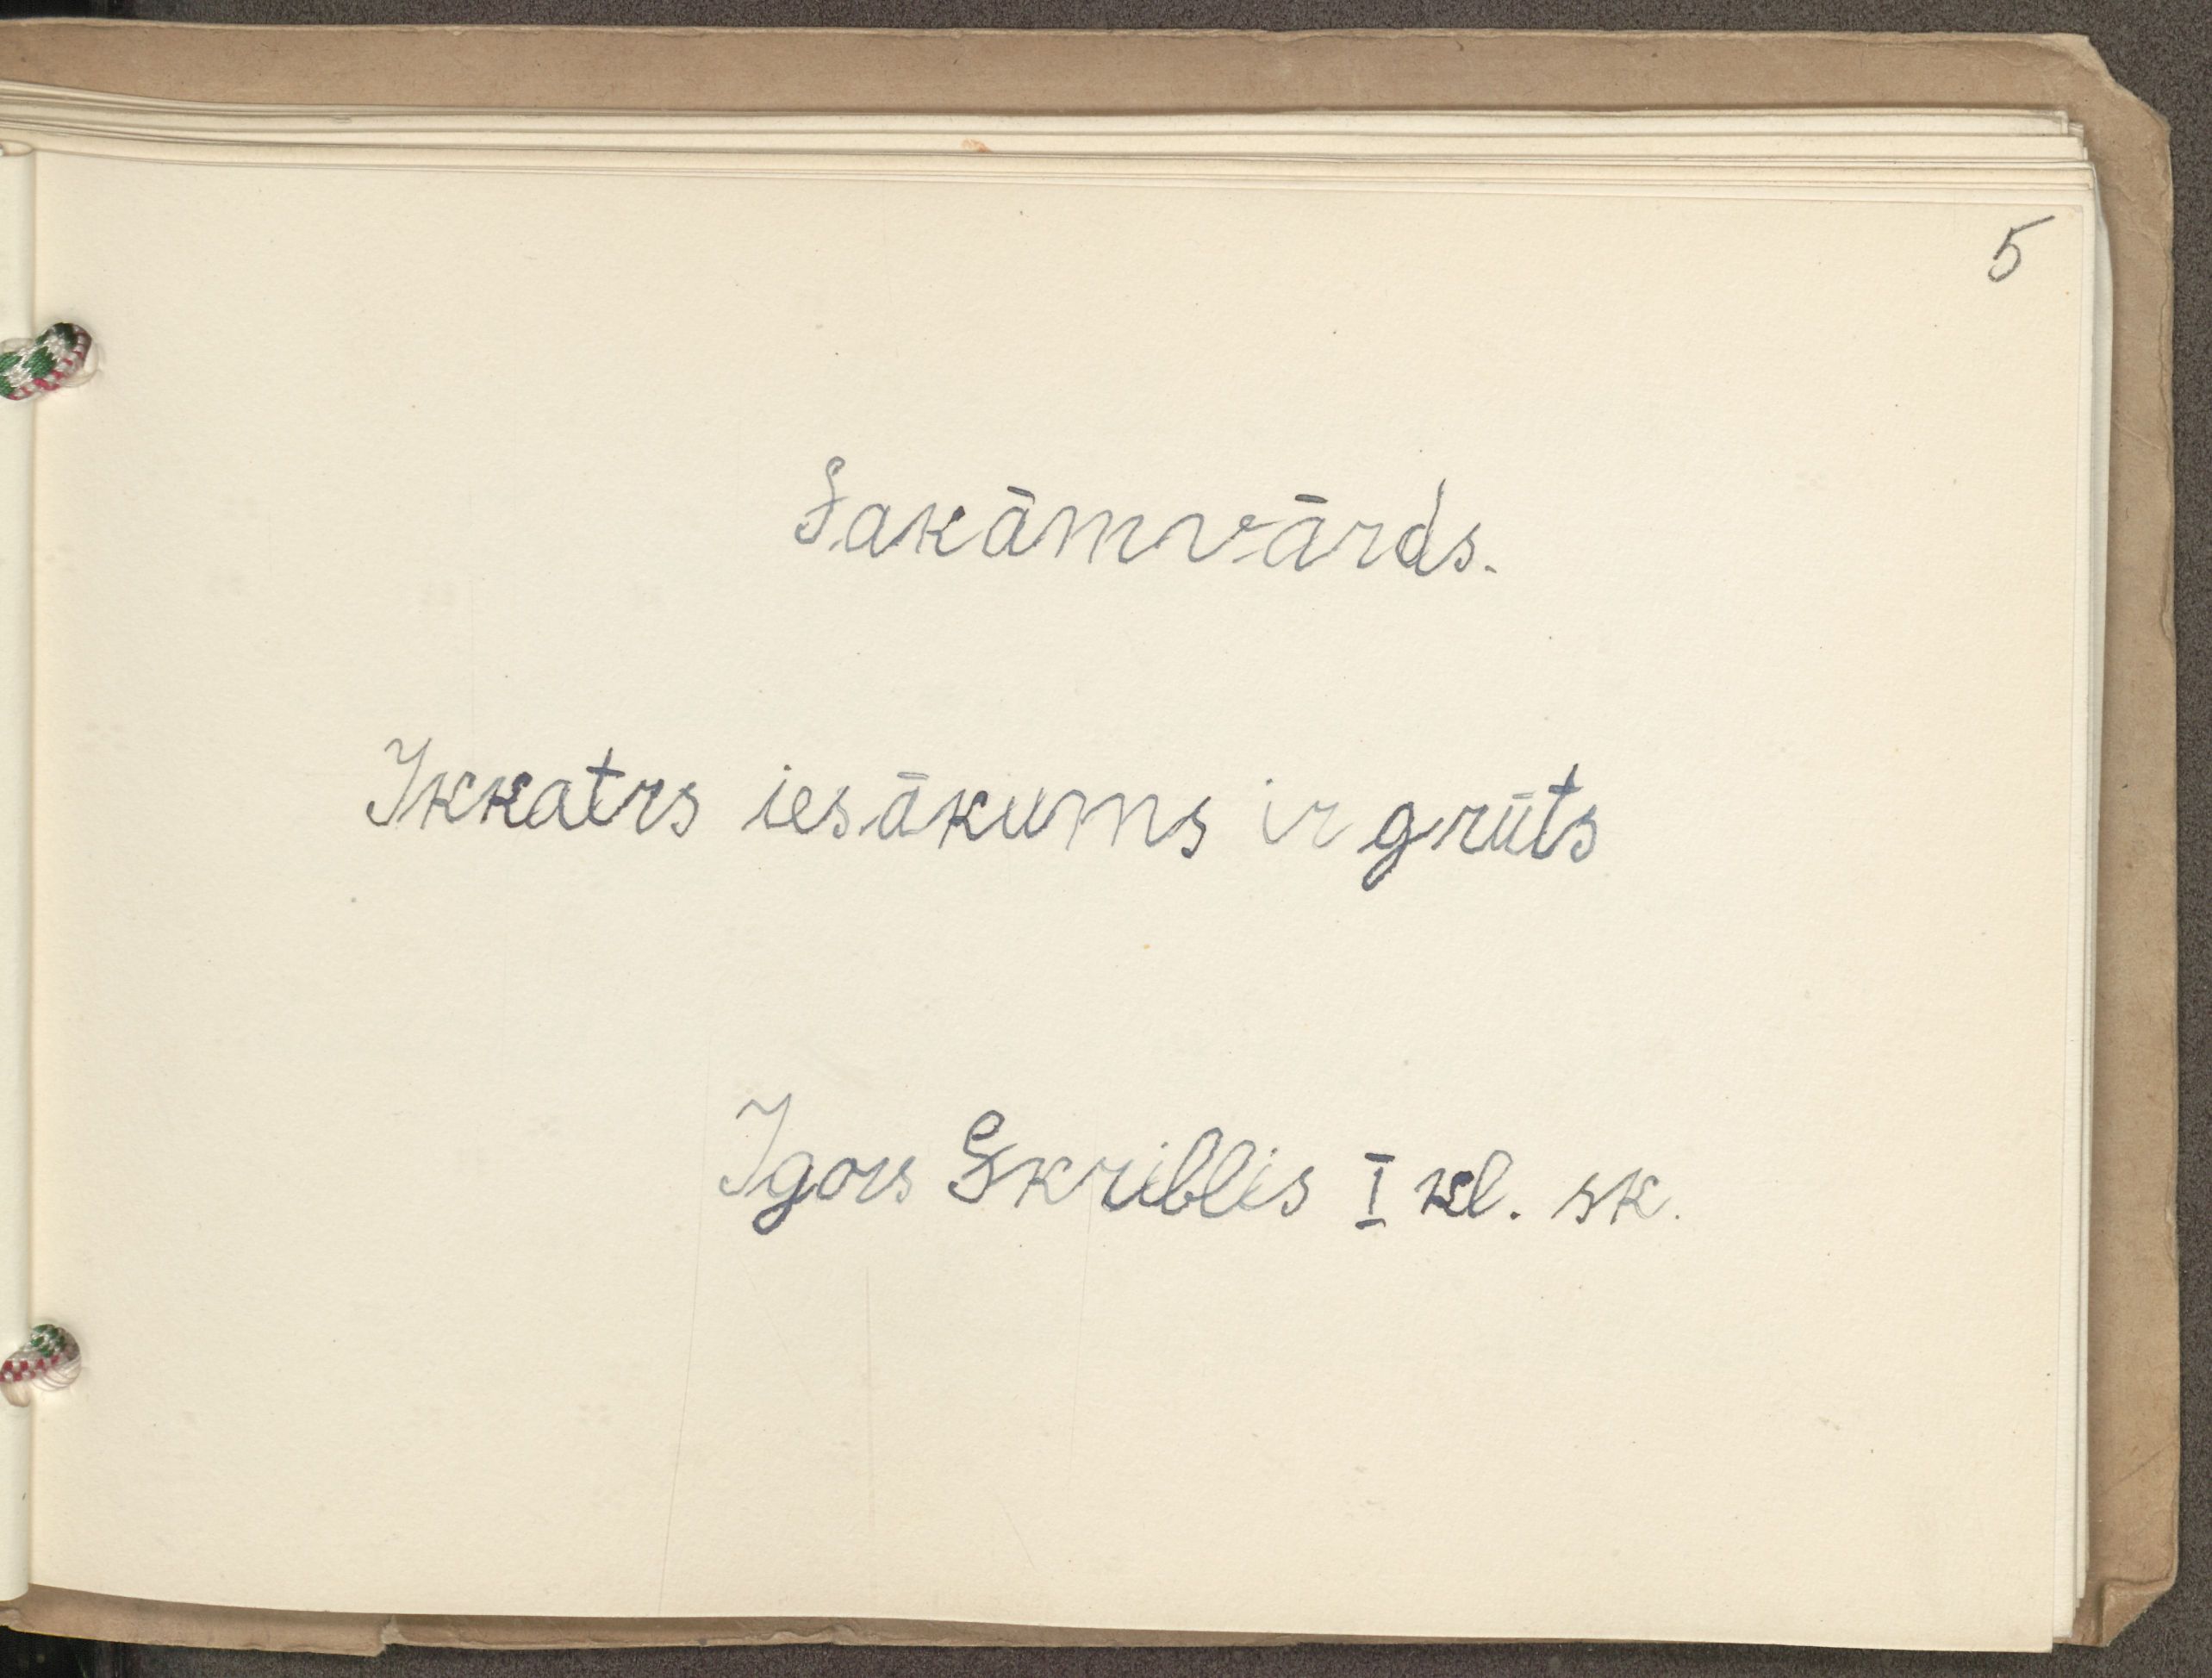 5
Sakāmvārds.
Ikkatrs iesākums ir grūts
Igors Skriblis I kl. sk.